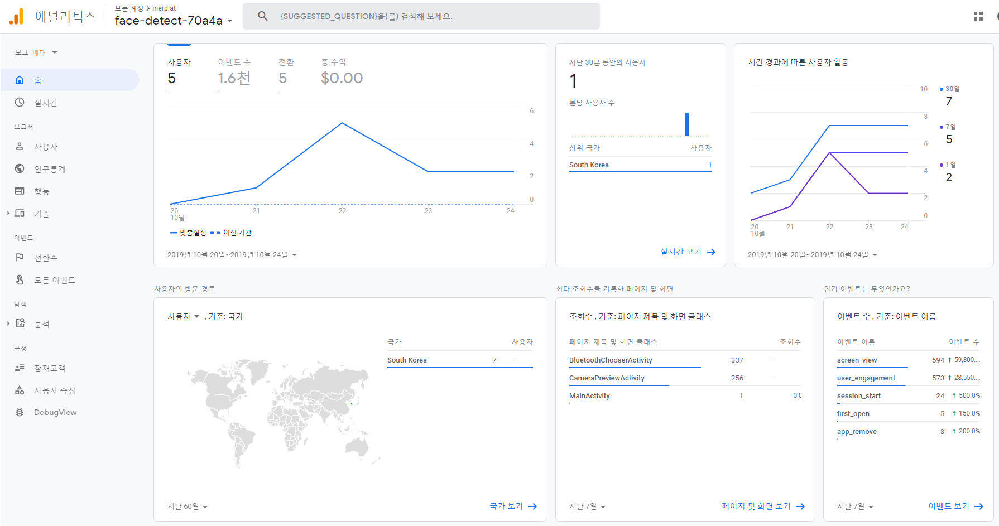 애널리틱스
모든 계정 > inerplat
face-detect-70a4a
{SUGGESTED_QUESTION}을(를) 검색해 보세요.
보고 베타
홈
실시간
보고서
사용자
인구통계
행동
기술
이벤트
전환수
모든 이벤트
탐색
분석
구성
잠재고객
사용자 속성
DebugView
사용자 이벤트 수 전환 총 수익
5 1.6천 5 $0.00
- - -
6
4
2
0
20 21 22 23 24
10월
맞춤설정 이전 기간
2019년 10월 20일~2019년 10월 24일
지난 30분 동안의 사용자
1
분당 사용자 수
상위 국가 사용자
South Korea 1
실시간 보기
시간 경과에 따른 사용자 활동
10
8
6
4
2
0
20 21 22 23 24
10월
30일
7
7일
5
1일
2
2019년 10월 20일~2019년 10월 24일
사용자의 방문 경로
사용자 , 기준: 국가
국가 사용자
South Korea 7 -
지난 60일
국가 보기
최다 조회수를 기록한 페이지 및 화면
조회수 , 기준: 페이지 제목 및 화면 클래스
페이지 제목 및 화면 클래스 조회수
BluetoothChooserActivity 337 -
CameraPreviewActivity 256 -
MainActivity 1 0.0
지난 7일
페이지 및 화면 보기
인기 이벤트는 무엇인가요?
이벤트 수 , 기준: 이벤트 이름
이벤트 이름 이벤트 수
screen_view 594 ↑ 59,300....
user_engagement 573 ↑ 28,550....
session_start 24 ↑ 500.0%
first_open 5 ↑ 150.0%
app_remove 3 ↑ 200.0%
지난 7일
이벤트 보기